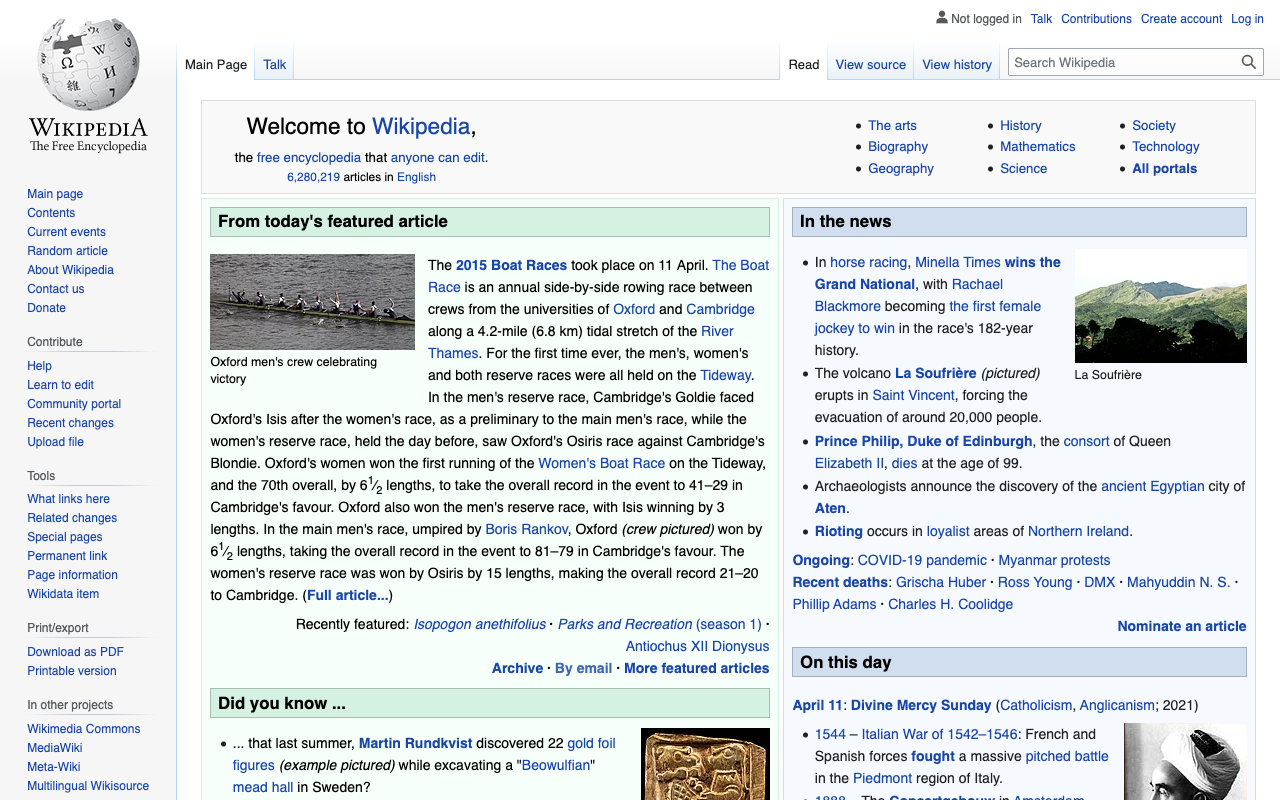 Not logged in Talk Contributions Create account Log in
Main Page Talk Read View source View history Search Wikipedia
WIKIPEDIA
The Free Encyclopedia
Main page
Contents
Current events
Random article
About Wikipedia
Contact us
Donate
Contribute
Help
Learn to edit
Community portal
Recent changes
Upload file
Tools
What links here
Related changes
Special pages
Permanent link
Page information
Wikidata item
Print/export
Download as PDF
Printable version
In other projects
Wikimedia Commons
MediaWiki
Meta-Wiki
Multilingual Wikisource
Welcome to Wikipedia,
the free encyclopedia that anyone can edit.
6,280,219 articles in English
The arts
Biography
Geography
History
Mathematics
Science
Society
Technology
All portals
From today's featured article
Oxford men's crew celebrating
victory
The 2015 Boat Races took place on 11 April. The Boat
Race is an annual side-by-side rowing race between
crews from the universities of Oxford and Cambridge
along a 4.2-mile (6.8 km) tidal stretch of the River
Thames. For the first time ever, the men's, women's
and both reserve races were all held on the Tideway.
In the men's reserve race, Cambridge's Goldie faced
Oxford's Isis after the women's race, as a preliminary to the main men's race, while the
women's reserve race, held the day before, saw Oxford's Osiris race against Cambridge's
Blondie. Oxford's women won the first running of the Women's Boat Race on the Tideway,
and the 70th overall, by 6 1⁄2 lengths, to take the overall record in the event to 41–29 in
Cambridge's favour. Oxford also won the men's reserve race, with Isis winning by 3
lengths. In the main men's race, umpired by Boris Rankov, Oxford (crew pictured) won by
6 1⁄2 lengths, taking the overall record in the event to 81–79 in Cambridge's favour. The
women's reserve race was won by Osiris by 15 lengths, making the overall record 21–20
to Cambridge. (Full article...)
Recently featured: Isopogon anethifolius · Parks and Recreation (season 1) ·
Antiochus XII Dionysus
Archive · By email · More featured articles
Did you know ...
... that last summer, Martin Rundkvist discovered 22 gold foil
figures (example pictured) while excavating a "Beowulfian"
mead hall in Sweden?
In the news
In horse racing, Minella Times wins the
Grand National, with Rachael
Blackmore becoming the first female
jockey to win in the race's 182-year
history.
La Soufrière
The volcano La Soufrière (pictured)
erupts in Saint Vincent, forcing the
evacuation of around 20,000 people.
Prince Philip, Duke of Edinburgh, the consort of Queen
Elizabeth II, dies at the age of 99.
Archaeologists announce the discovery of the ancient Egyptian city of
Aten.
Rioting occurs in loyalist areas of Northern Ireland.
Ongoing: COVID-19 pandemic · Myanmar protests
Recent deaths: Grischa Huber · Ross Young · DMX · Mahyuddin N. S. ·
Phillip Adams · Charles H. Coolidge
Nominate an article
On this day
April 11: Divine Mercy Sunday (Catholicism, Anglicanism; 2021)
1544 – Italian War of 1542–1546: French and
Spanish forces fought a massive pitched battle
in the Piedmont region of Italy.
1888 – The Concertgebouw in Amsterdam